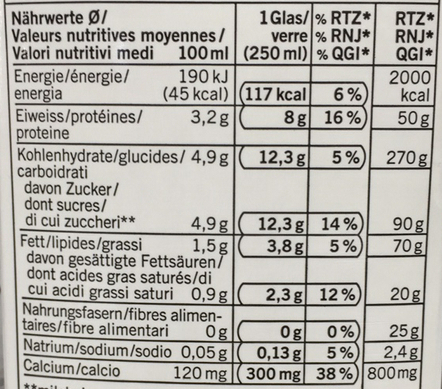 Nährwerte Ø/ 1 Glas/ % RTZ* RTZ*
Valeurs nutritives moyennes/ verre % RNJ* RNJ*
Valori nutritivi medi 100 ml (250 ml) % QGI* QGI*
Energie/énergie/ 190 kJ 2000
energia (45 kcal) 117 kcal 6% kcal
Eiweiss/protéines/ 3,2 g 8 g 16% 50 g
proteine
Kohlenhydrate/glucides/ 4,9 g 12,3 g 5% 270 g
carboidrati
davon Zucker/
dont sucres/
di cui zuccheri** 4,9 g 12,3 g 14% 90 g
Fett/lipides/grassi 1,5 g 3,8 g 5% 70 g
davon gesättigte Fettsäuren/
dont acides gras saturés/di
cui acidi grassi saturi 0,9 g 2,3 g 12% 20 g
Nahrungsfasern/fibres alimen-
taires/fibre alimentari 0 g 0 g 0% 25 g
Natrium/sodium/sodio 0,05 g 0,13 g 5% 2,4 g
Calcium/calcio 120 mg 300 mg 38% 800 mg